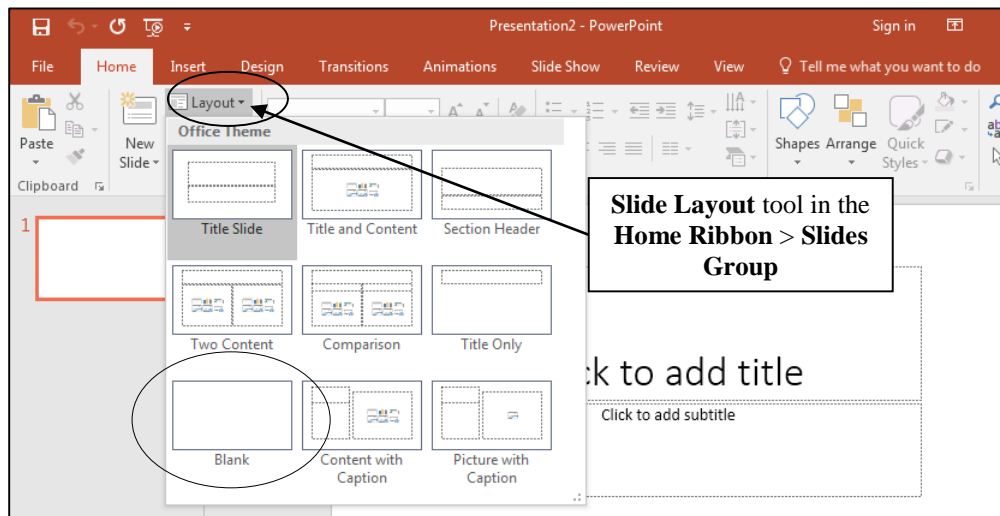 Presentation2 - PowerPoint
Sign in
File Home Insert Design Transitions Animations Slide Show Review View Tell me what you want to do
Layout
Paste
New
Slide
Clipboard
Shapes Arrange Quick
Styles
Office Theme
Title Slide Title and Content Section Header
Two Content Comparison Title Only
Blank Content with
Caption Picture with
Caption
1
Slide Layout tool in the
Home Ribbon > Slides
Group
k to add title
Click to add subtitle